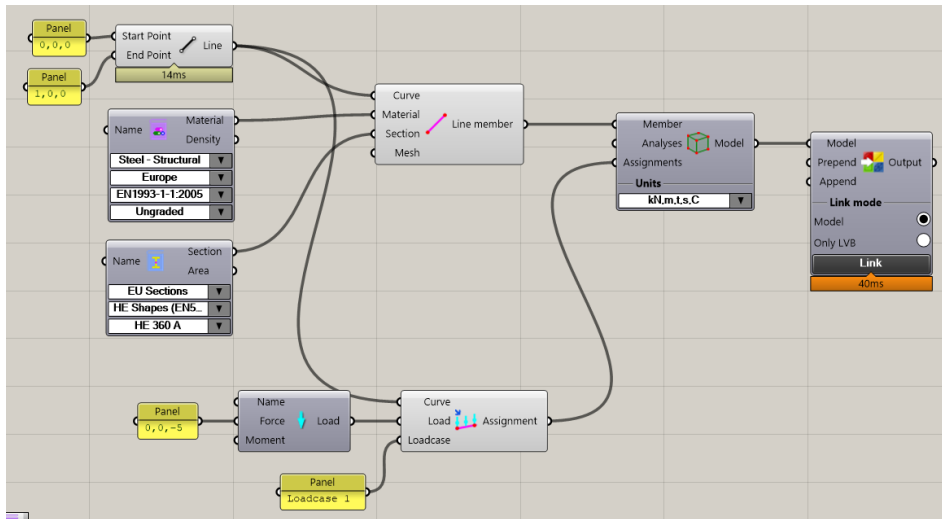 Panel
0,0,0
Start Point
End Point
Line
14ms
Panel
1,0,0
Name
Material
Density
Steel - Structural
Europe
EN1993-1-1:2005
Ungraded
Name
Section
Area
EU Sections
HE Shapes (EN5...
HE 360 A
Curve
Material
Section
Mesh
Line member
Member
Analyses
Assignments
Model
Units
kN,m,t,s,C
Model
Prepend
Append
Output
Link mode
Model
Only LVB
Link
40ms
Panel
0,0,-5
Name
Force
Moment
Load
Curve
Load
Loadcase
Assignment
Panel
Loadcase 1